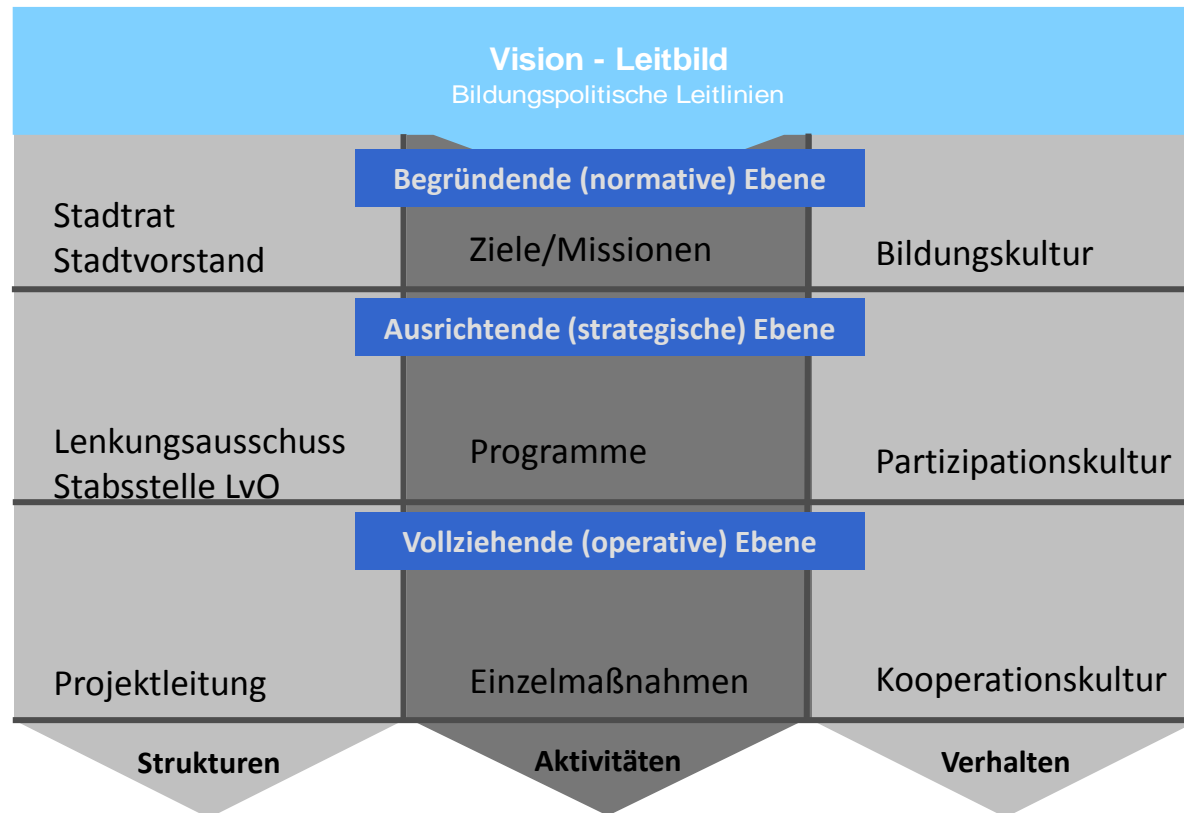 Vision - Leitbild
Bildungspolitische Leitlinien
Begründende (normative) Ebene
Stadtrat
Stadtvorstand
Ziele/Missionen
Bildungskultur
Ausrichtende (strategische) Ebene
Lenkungsausschuss
Stabsstelle LvO
Programme
Partizipationskultur
Vollziehende (operative) Ebene
Projektleitung
Einzelmaßnahmen
Kooperationskultur
Strukturen
Aktivitäten
Verhalten